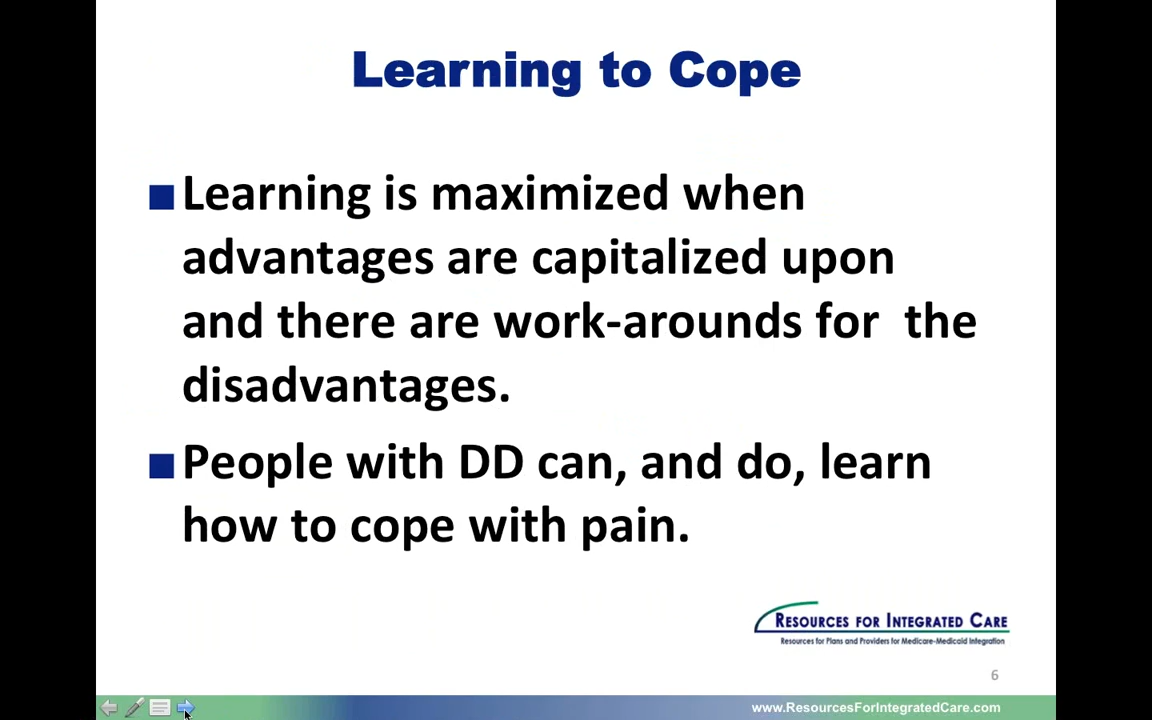 Learning to Cope
■Learning is maximized when
advantages are capitalized upon
and there are work-arounds for  the
disadvantages.
■People with DD can, and do, learn
how to cope with pain.
RESOURCES FOR INTEGRATED CARE
Resources for Plans and Providers for Medicare-Medicaid Integration
6
www.ResourcesForIntegratedCare.com